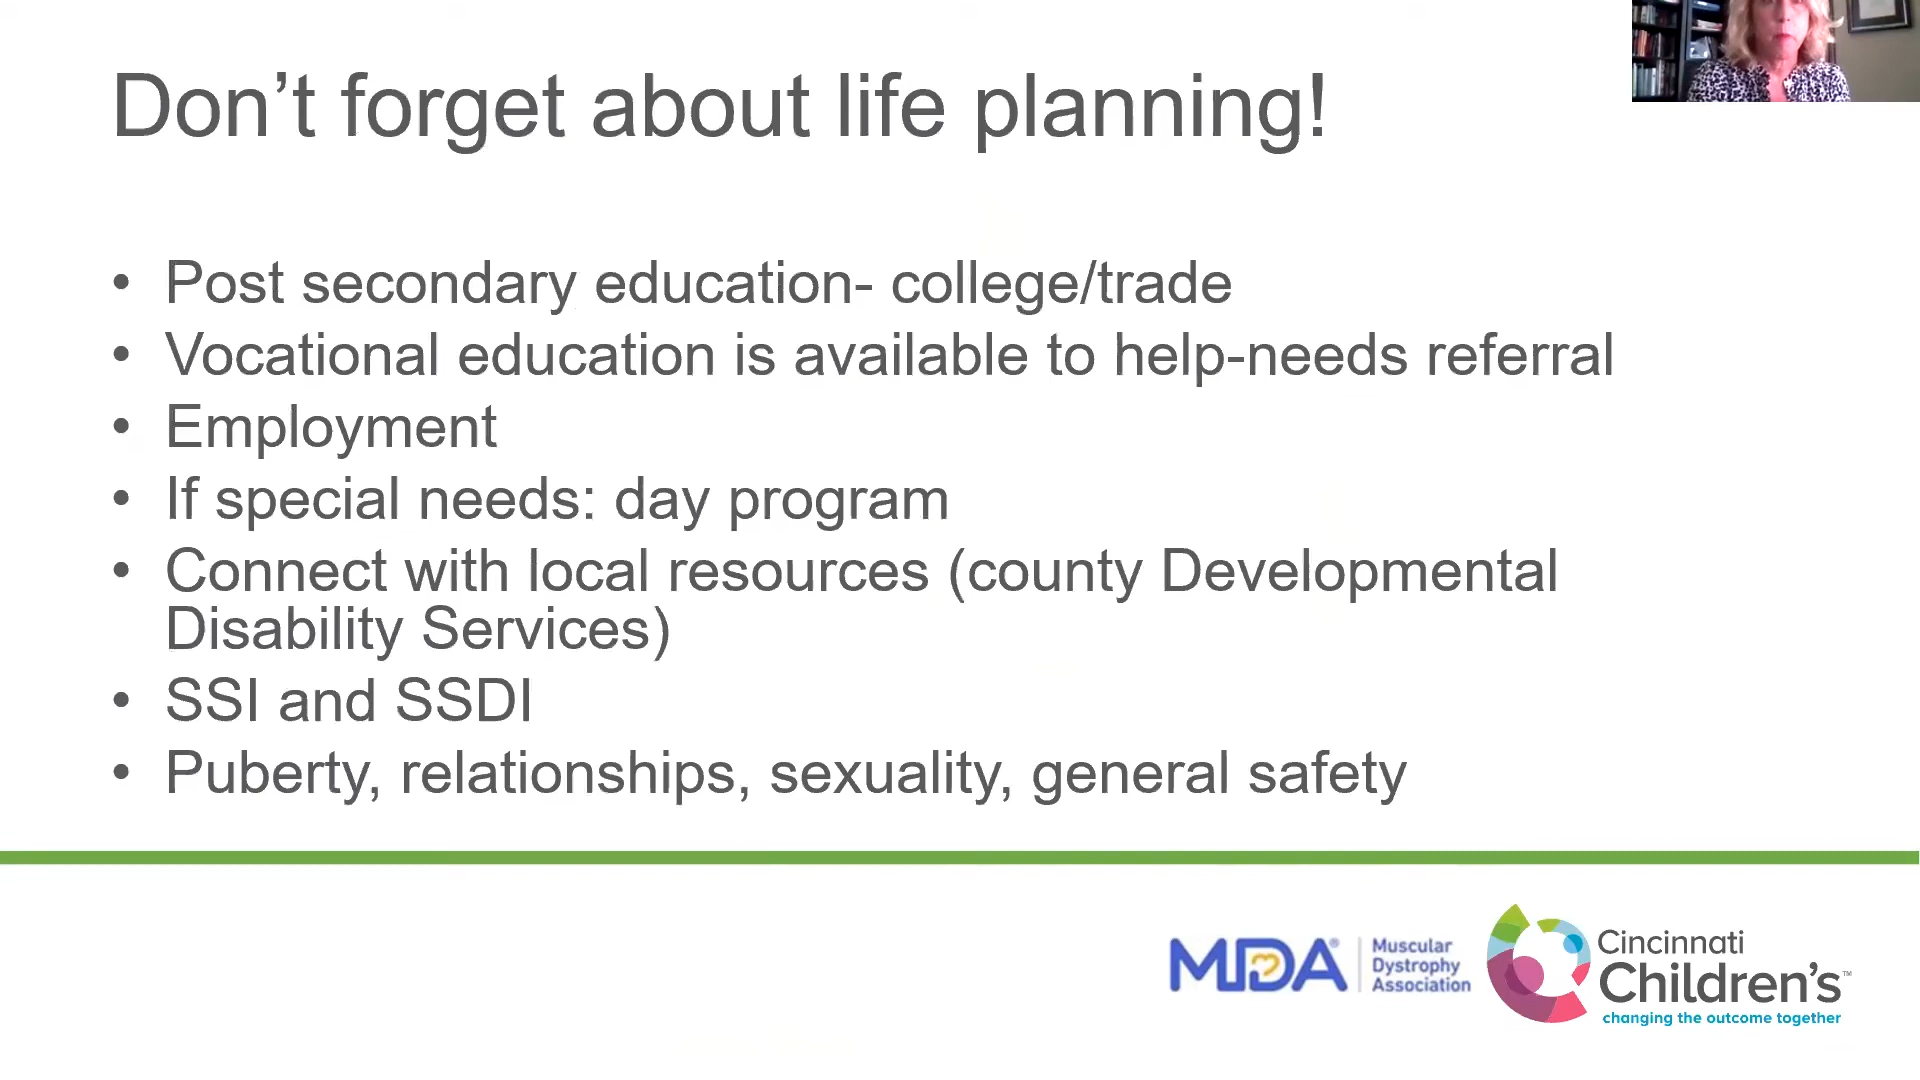 Don’t forget about life planning!
• Post secondary education- college/trade
• Vocational education is available to help-needs referral
• Employment
• If special needs: day program
• Connect with local resources (county Developmental
Disability Services)
• SSI and SSDI
• Puberty, relationships, sexuality, general safety
MDA®
Muscular
Dystrophy
Association
Cincinnati
Children’s™
changing the outcome together